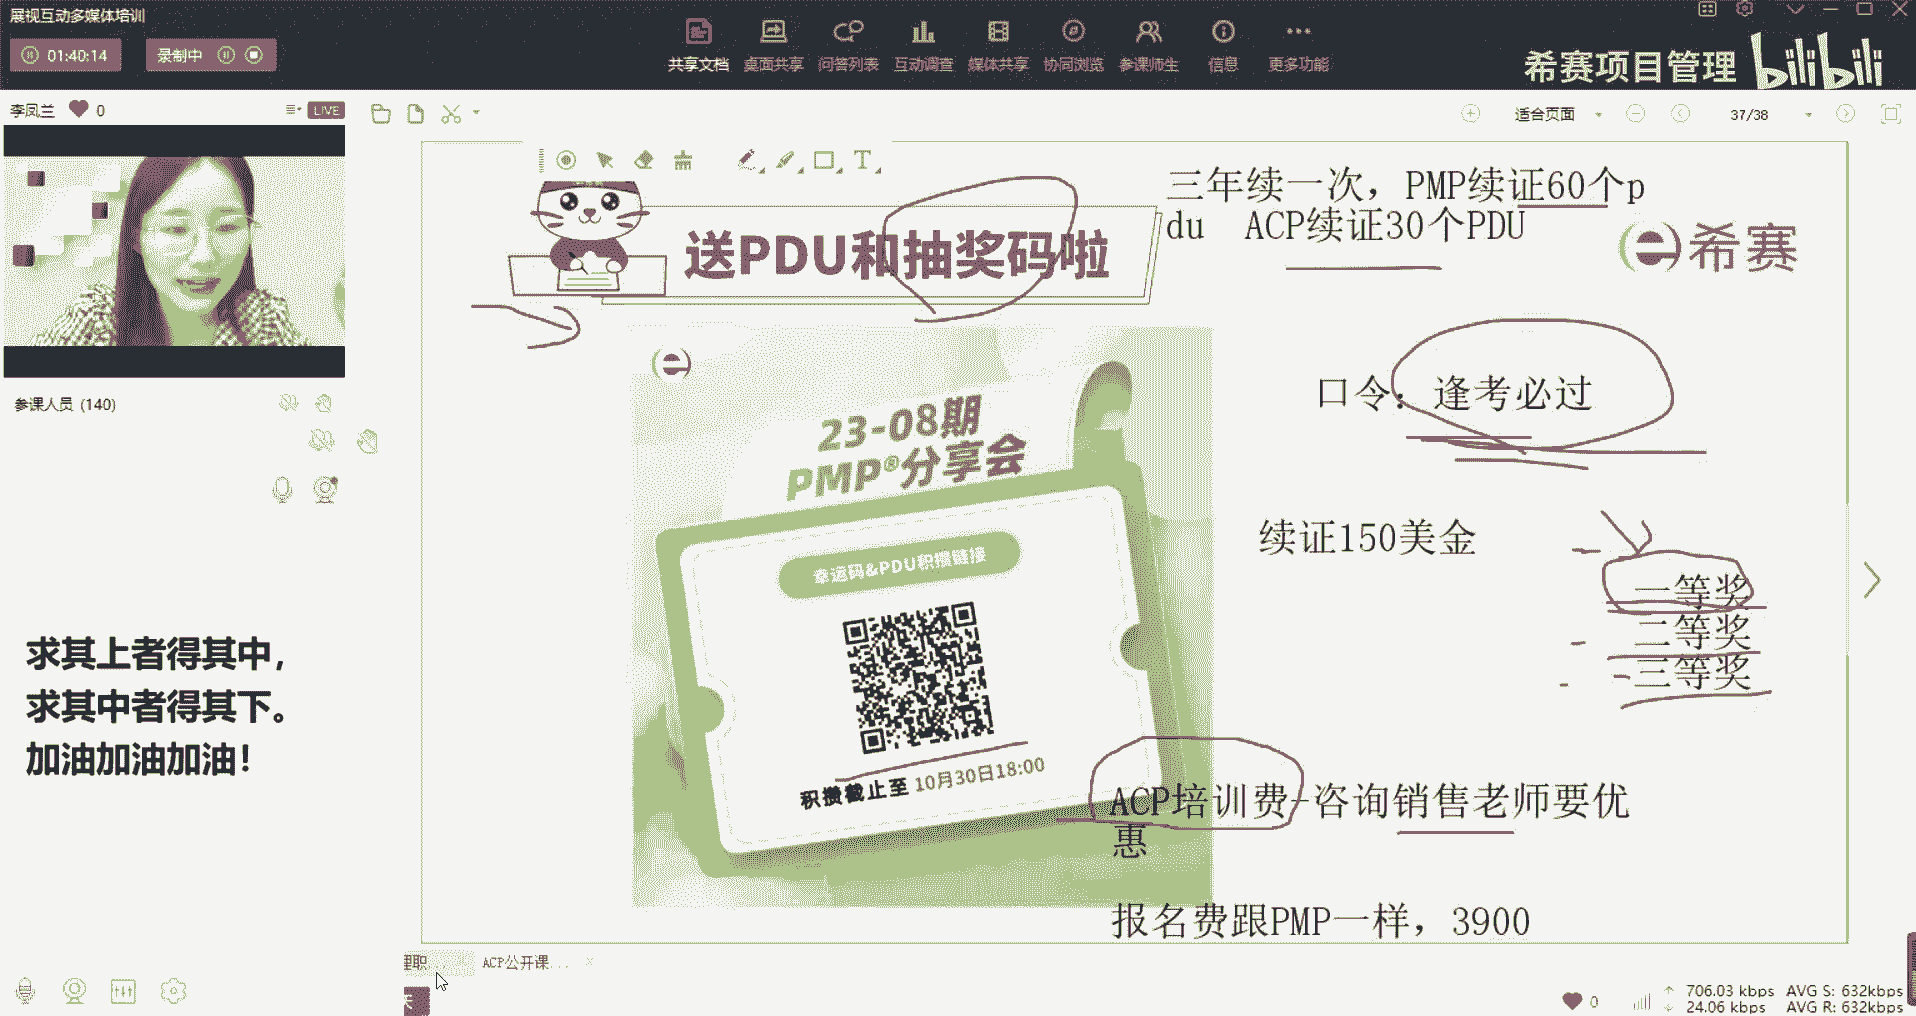 展视互动多媒体培训
01:40:14
录制中
共享文档 桌面共享 问答列表 互动调查 媒体共享 协同浏览 参课师生 信息 更多功能
希赛项目管理 bilibili
李凤兰 0
LIVE
适合页面
37/38
参课人员 (140)
求其上者得其中,
求其中者得其下。
加油加油加油!
送PDU和抽奖码啦
三年续一次，PMP续证60个p
du ACP续证30个PDU
希赛
口令：逢考必过
23-08期
PMP®分享会
幸运码&PDU积攒链接
积攒截止至 10月30日18:00
续证150美金
一等奖
二等奖
三等奖
ACP培训费-咨询销售老师要优
惠
报名费跟PMP一样，3900
理职...
ACP公开课...
0
706.03 kbps AVG S: 632kbps
24.06 kbps AVG R: 632kbps